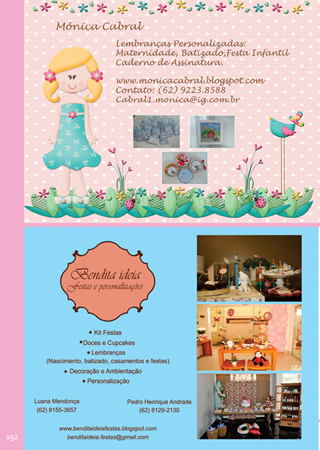 Mônica Cabral
Lembranças Personalizadas:
Maternidade, Batizado,Festa Infantil
Caderno de Assinatura.
www.monicacabral.blogspot.com
Contato: (62) 9223.8588
Cabral1.monica@ig.com.br
Bendita ideia
Festas e personalizações
• Kit Festas
•Doces e Cupcakes
• Lembranças
(Nascimento, batizado, casamentos e festas)
• Decoração e Ambientação
• Personalização
Luana Mendonça
(62) 8155-3657
Pedro Henrique Andrade
(62) 8129-2130
www.benditaideiafestas.blogspot.com
benditaideia.festas@gmail.com
192